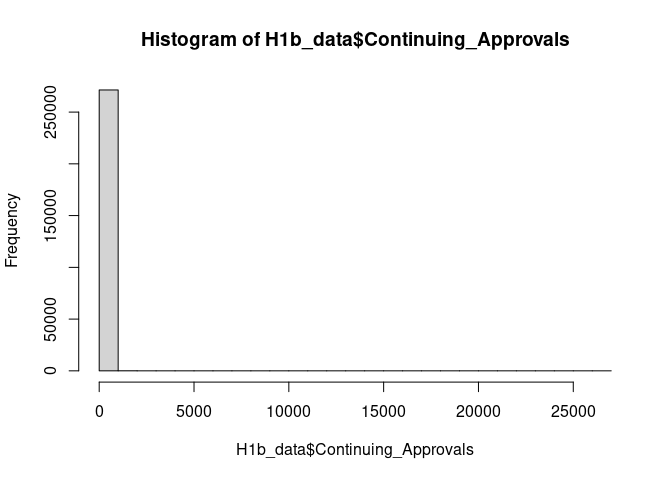 Histogram of H1b_data$Continuing_Approvals
250000
150000
50000
0
Frequency
0 5000 10000 15000 20000 25000
H1b_data$Continuing_Approvals